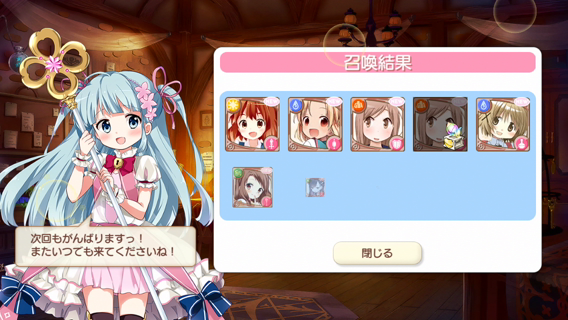 召喚結果
次回もがんばりますっ！
またいつでも来てくださいね！
閉じる